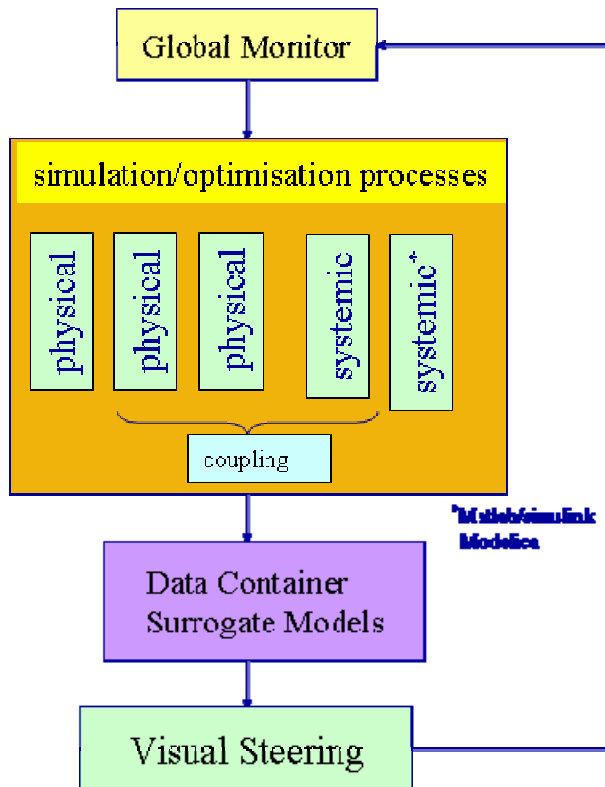 Global Monitor
simulation/optimisation processes
physical
physical
physical
systemic
systemic*
coupling
*Matlab/simulink
Modelica
Data Container
Surrogate Models
Visual Steering